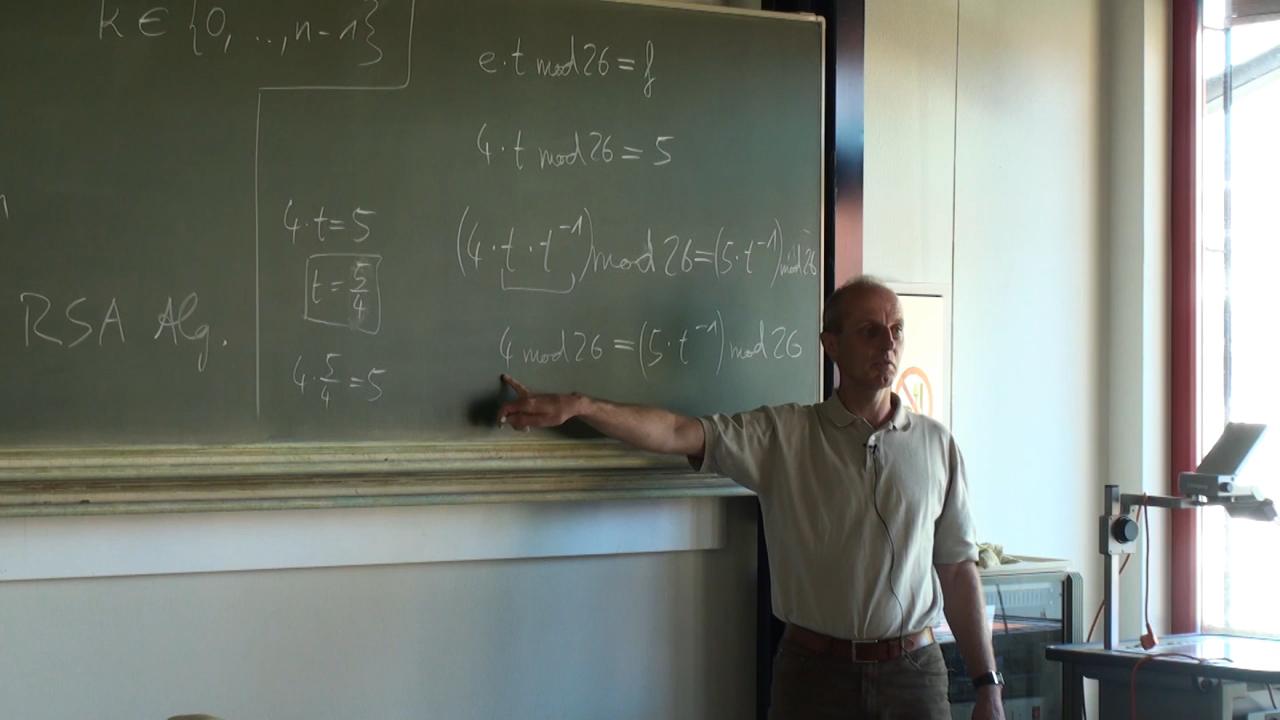 k ∈ {0, .., n-1}
n
RSA Alg.
4·t=5
t=5/4
4·5/4=5
e·t mod 26 = f
4·t mod 26 = 5
(4·t·t⁻¹) mod 26 = (5·t⁻¹) mod 26
4 mod 26 = (5·t⁻¹) mod 26